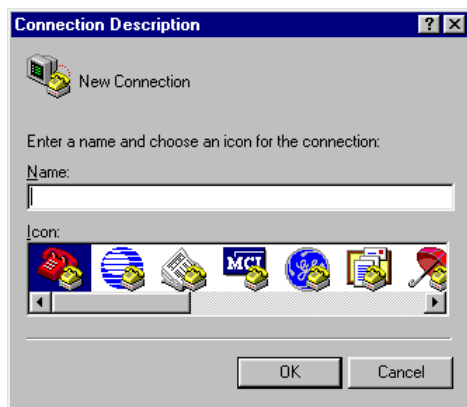 Connection Description
New Connection
Enter a name and choose an icon for the connection:
Name:
Icon:
MCI
OK
Cancel